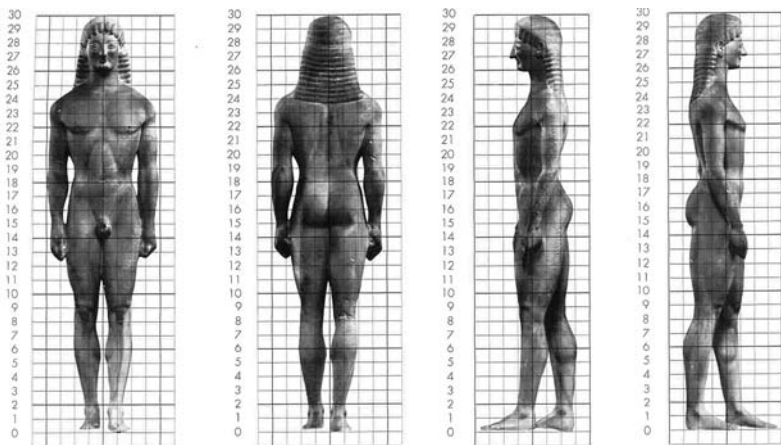 30 30 30 30
29 29 29 29
28 28 28 28
27 27 27 27
26 26 26 26
25 25 25 25
24 24 24 24
23 23 23 23
22 22 22 22
21 21 21 21
20 20 20 20
19 19 19 19
18 18 18 18
17 17 17 17
16 16 16 16
15 15 15 15
14 14 14 14
13 13 13 13
12 12 12 12
11 11 11 11
10 10 10 10
9 9 9 9
8 8 8 8
7 7 7 7
6 6 6 6
5 5 5 5
4 4 4 4
3 3 3 3
2 2 2 2
1 1 1 1
0 0 0 0